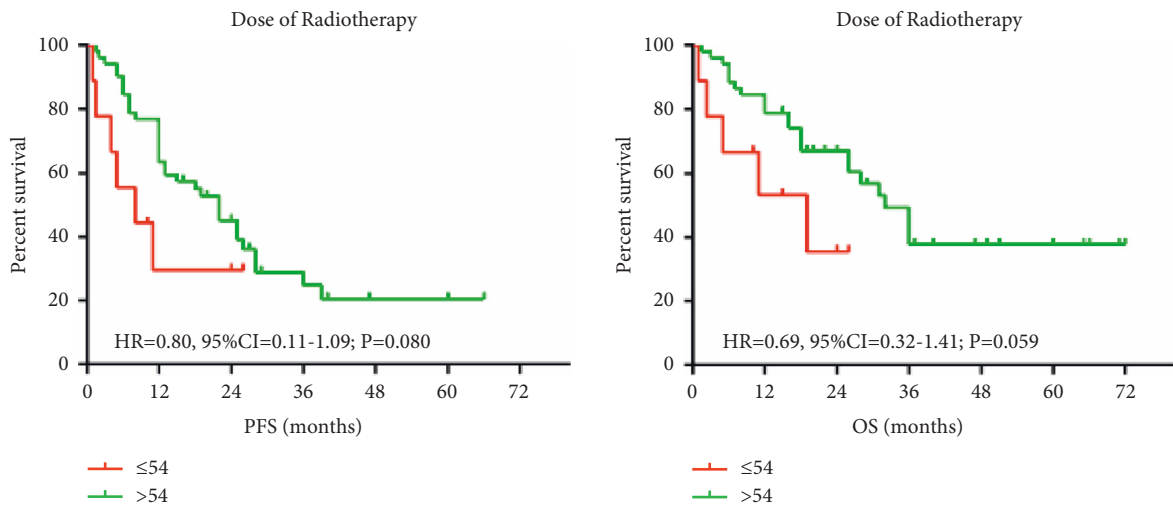 Dose of Radiotherapy
Percent survival
100
80
60
40
20
0
HR=0.80, 95%CI=0.11-1.09; P=0.080
0 12 24 36 48 60 72
PFS (months)
≤54
>54
Dose of Radiotherapy
Percent survival
100
80
60
40
20
0
HR=0.69, 95%CI=0.32-1.41; P=0.059
0 12 24 36 48 60 72
OS (months)
≤54
>54